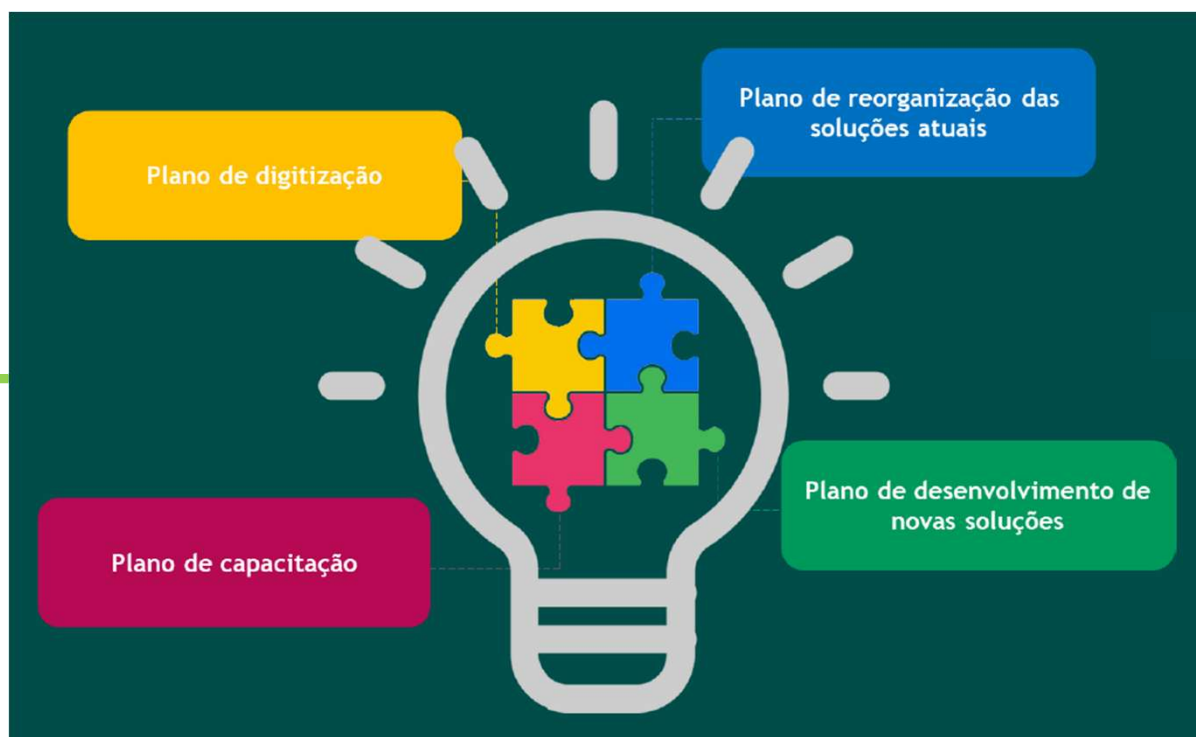 Plano de digitização
Plano de reorganização das
soluções atuais
Plano de capacitação
Plano de desenvolvimento de
novas soluções